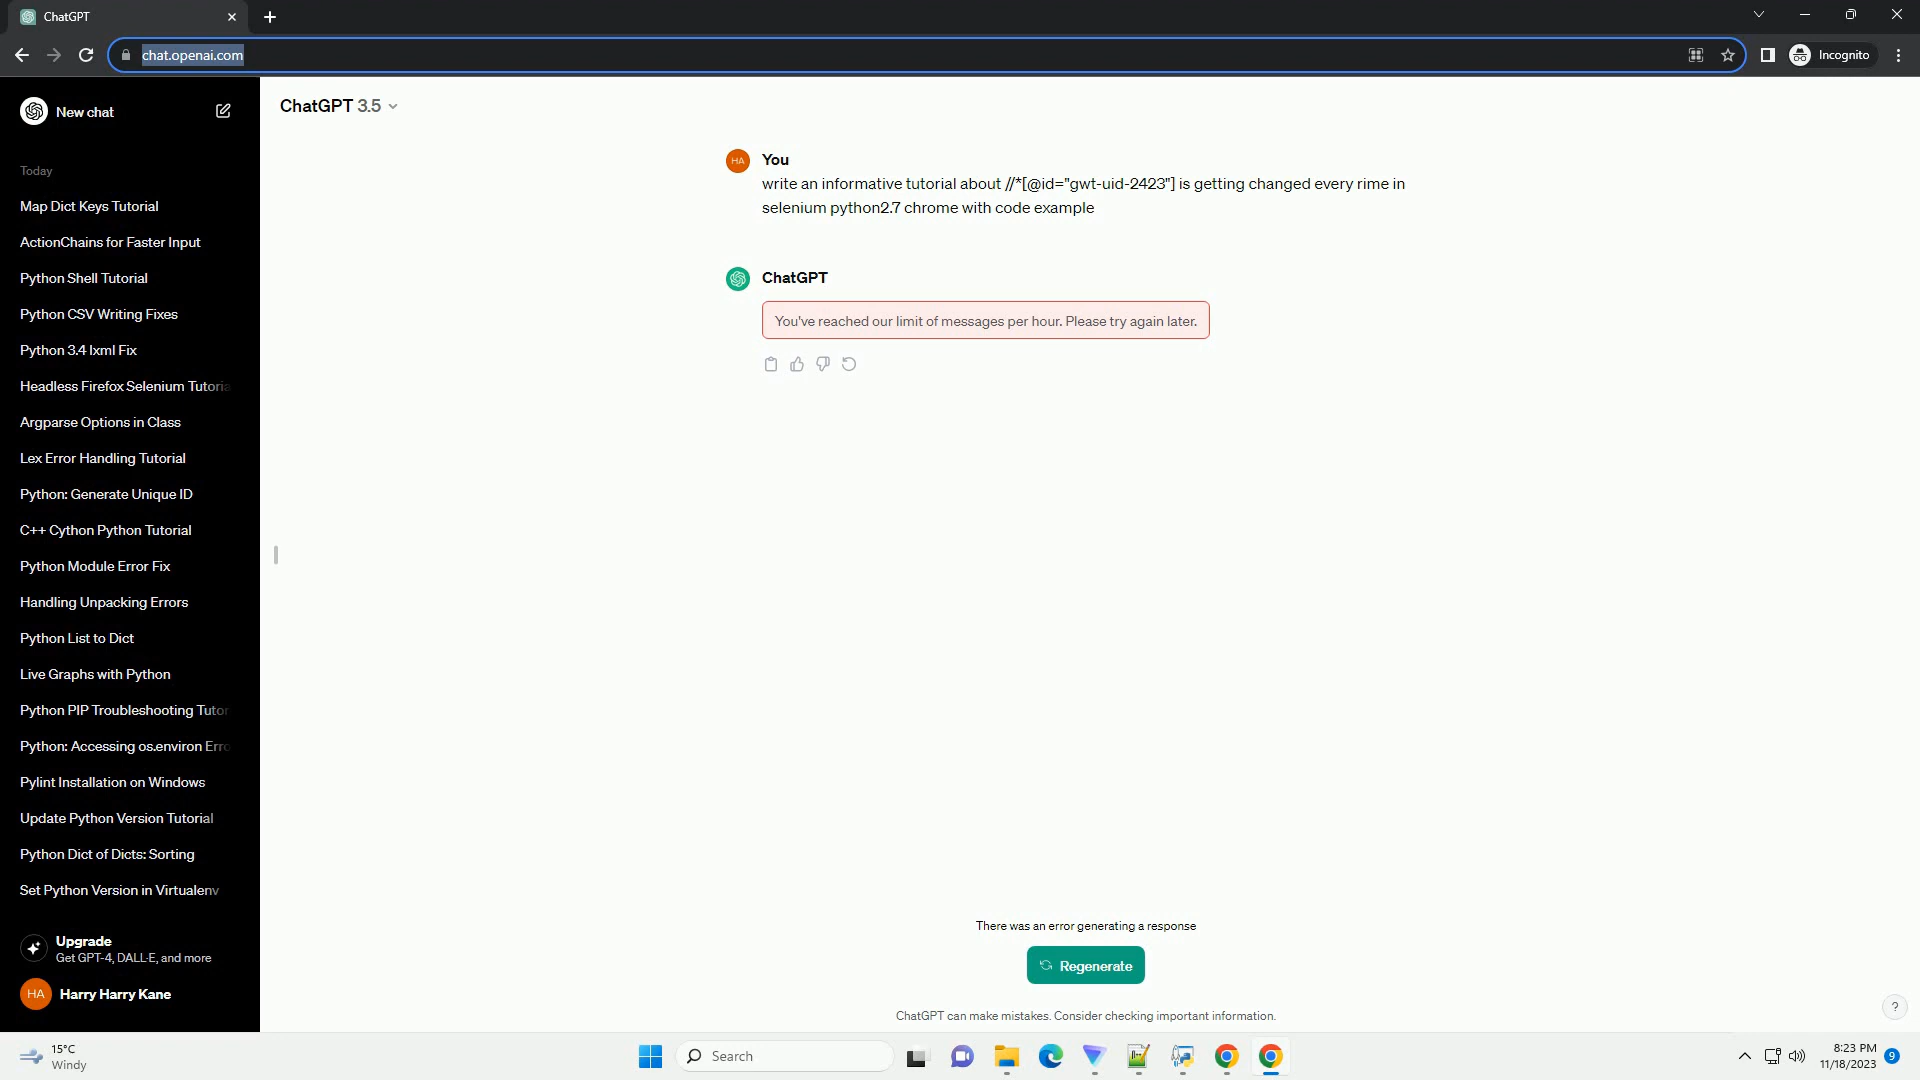 ChatGPT
chat.openai.com
Incognito
New chat
Today
Map Dict Keys Tutorial
ActionChains for Faster Input
Python Shell Tutorial
Python CSV Writing Fixes
Python 3.4 lxml Fix
Headless Firefox Selenium Tutoria
Argparse Options in Class
Lex Error Handling Tutorial
Python: Generate Unique ID
C++ Cython Python Tutorial
Python Module Error Fix
Handling Unpacking Errors
Python List to Dict
Live Graphs with Python
Python PIP Troubleshooting Tutor
Python: Accessing os.environ Erro
Pylint Installation on Windows
Update Python Version Tutorial
Python Dict of Dicts: Sorting
Set Python Version in Virtualenv
Upgrade
Get GPT-4, DALL·E, and more
HA
Harry Harry Kane
ChatGPT 3.5
HA
You
write an informative tutorial about //*[@id="gwt-uid-2423"] is getting changed every rime in
selenium python2.7 chrome with code example
ChatGPT
You've reached our limit of messages per hour. Please try again later.
There was an error generating a response
Regenerate
ChatGPT can make mistakes. Consider checking important information.
?
15°C
Windy
Search
8:23 PM
11/18/2023
9